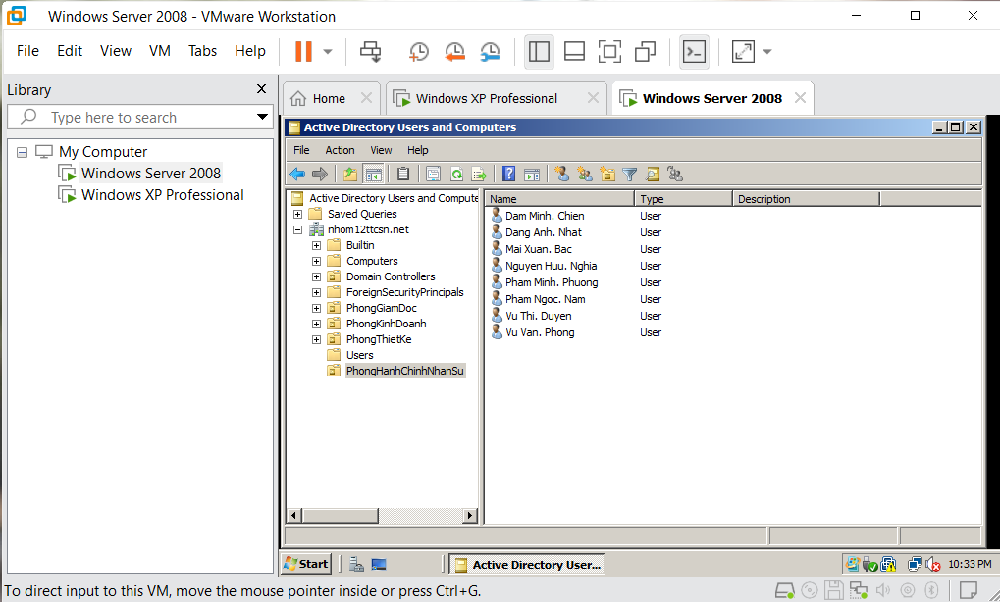 Windows Server 2008 - VMware Workstation
File Edit View VM Tabs Help
Library
Type here to search
My Computer
Windows Server 2008
Windows XP Professional
Home
Windows XP Professional
Windows Server 2008
Active Directory Users and Computers
File Action View Help
Active Directory Users and Compute
Saved Queries
nhom12ttcsn.net
Builtin
Computers
Domain Controllers
ForeignSecurityPrincipals
PhongGiamDoc
PhongKinhDoanh
PhongThietKe
Users
PhongHanhChinhNhanSu
Name Type Description
Dam Minh. Chien User
Dang Anh. Nhat User
Mai Xuan. Bac User
Nguyen Huu. Nghia User
Pham Minh. Phuong User
Pham Ngoc. Nam User
Vu Thi. Duyen User
Vu Van. Phong User
Start
Active Directory User...
10:33 PM
To direct input to this VM, move the mouse pointer inside or press Ctrl+G.